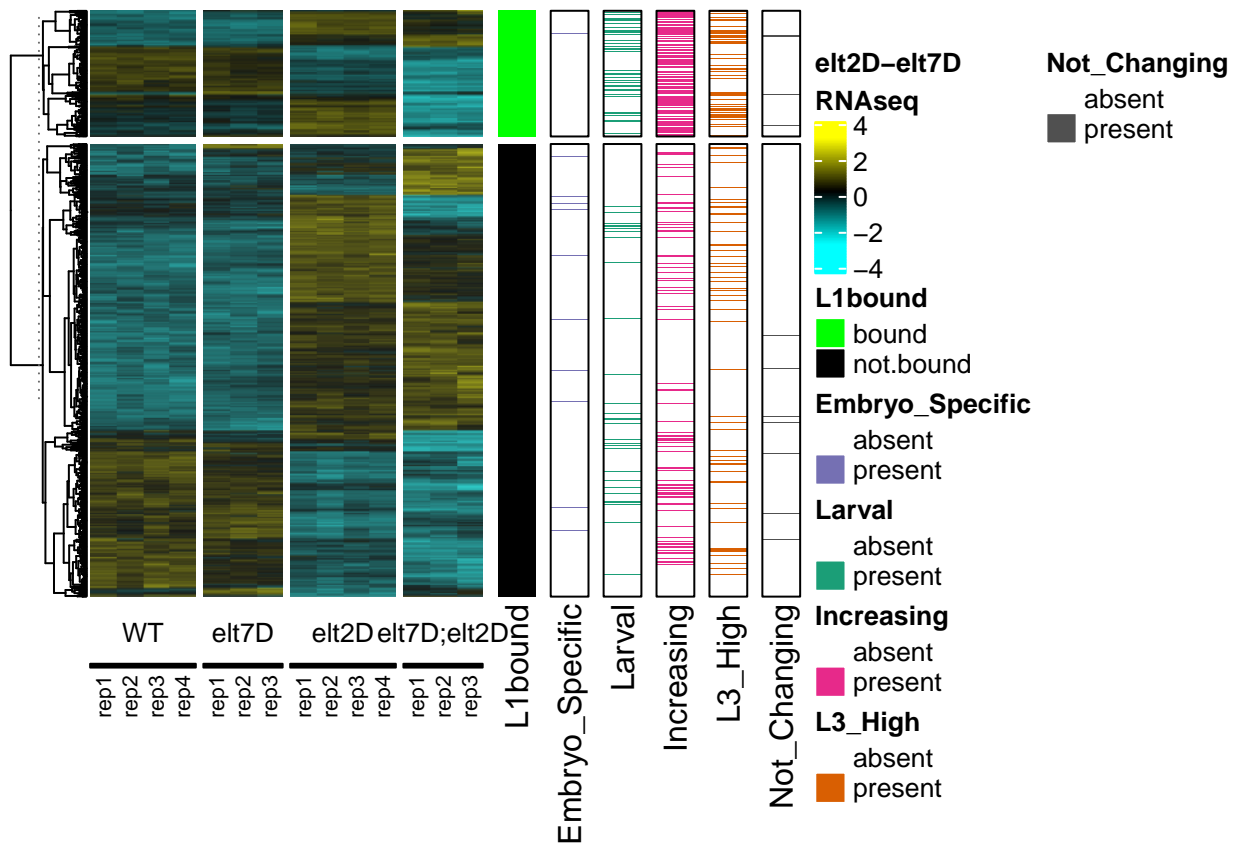 elt2D−elt7D
RNAseq
4
2
0
−2
−4
L1bound
bound
not.bound
Embryo_Specific
absent
present
Larval
absent
present
Increasing
absent
present
L3_High
absent
present
Not_Changing
absent
present
WT
elt7D
elt2D
elt7D;elt2D
rep1
rep2
rep3
rep4
rep1
rep2
rep3
rep1
rep2
rep3
rep4
rep1
rep2
rep3
L1bound
Embryo_Specific
Larval
Increasing
L3_High
Not_Changing